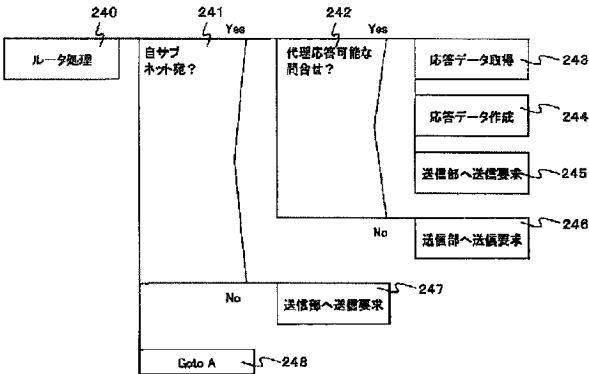 240
241
242
ルータ処理
自サブ
ネット宛?
Yes
代理応答可能な
問合せ?
Yes
応答データ取得
243
応答データ作成
244
送信部へ送信要求
245
No
送信部へ送信要求
246
No
送信部へ送信要求
247
Goto A
248